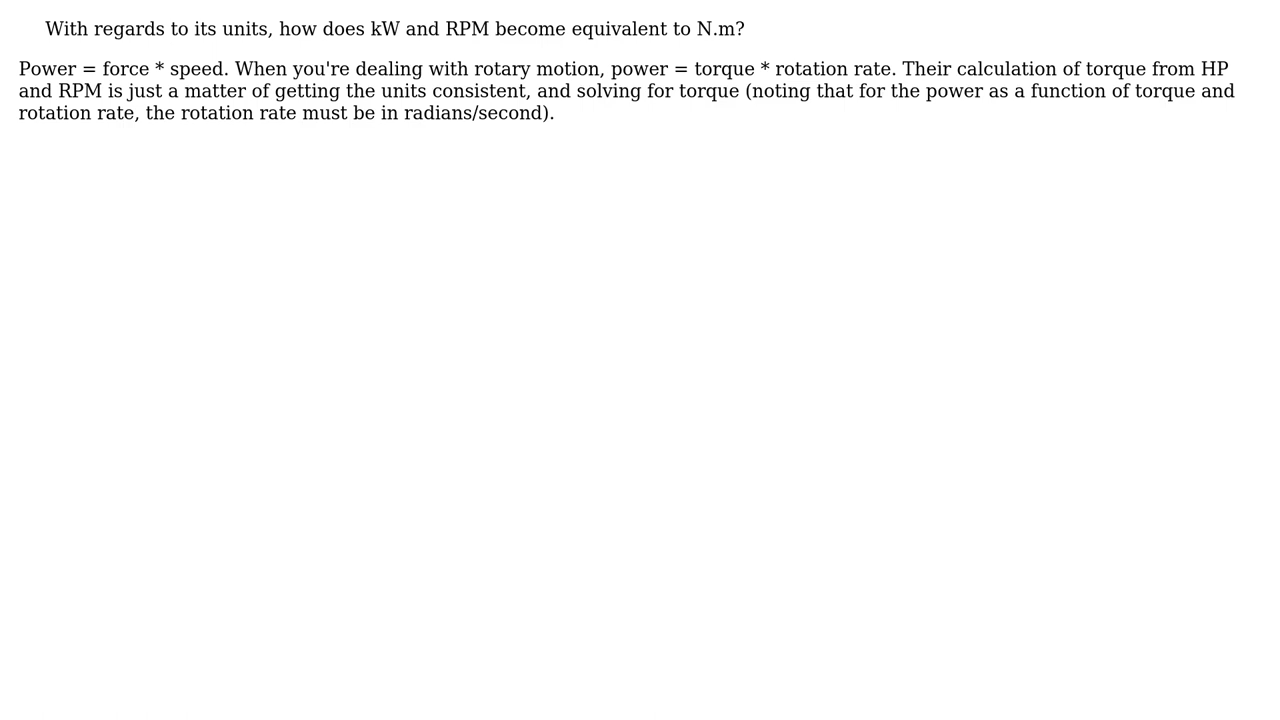 With regards to its units, how does kW and RPM become equivalent to N.m?
Power = force * speed. When you're dealing with rotary motion, power = torque * rotation rate. Their calculation of torque from HP
and RPM is just a matter of getting the units consistent, and solving for torque (noting that for the power as a function of torque and
rotation rate, the rotation rate must be in radians/second).